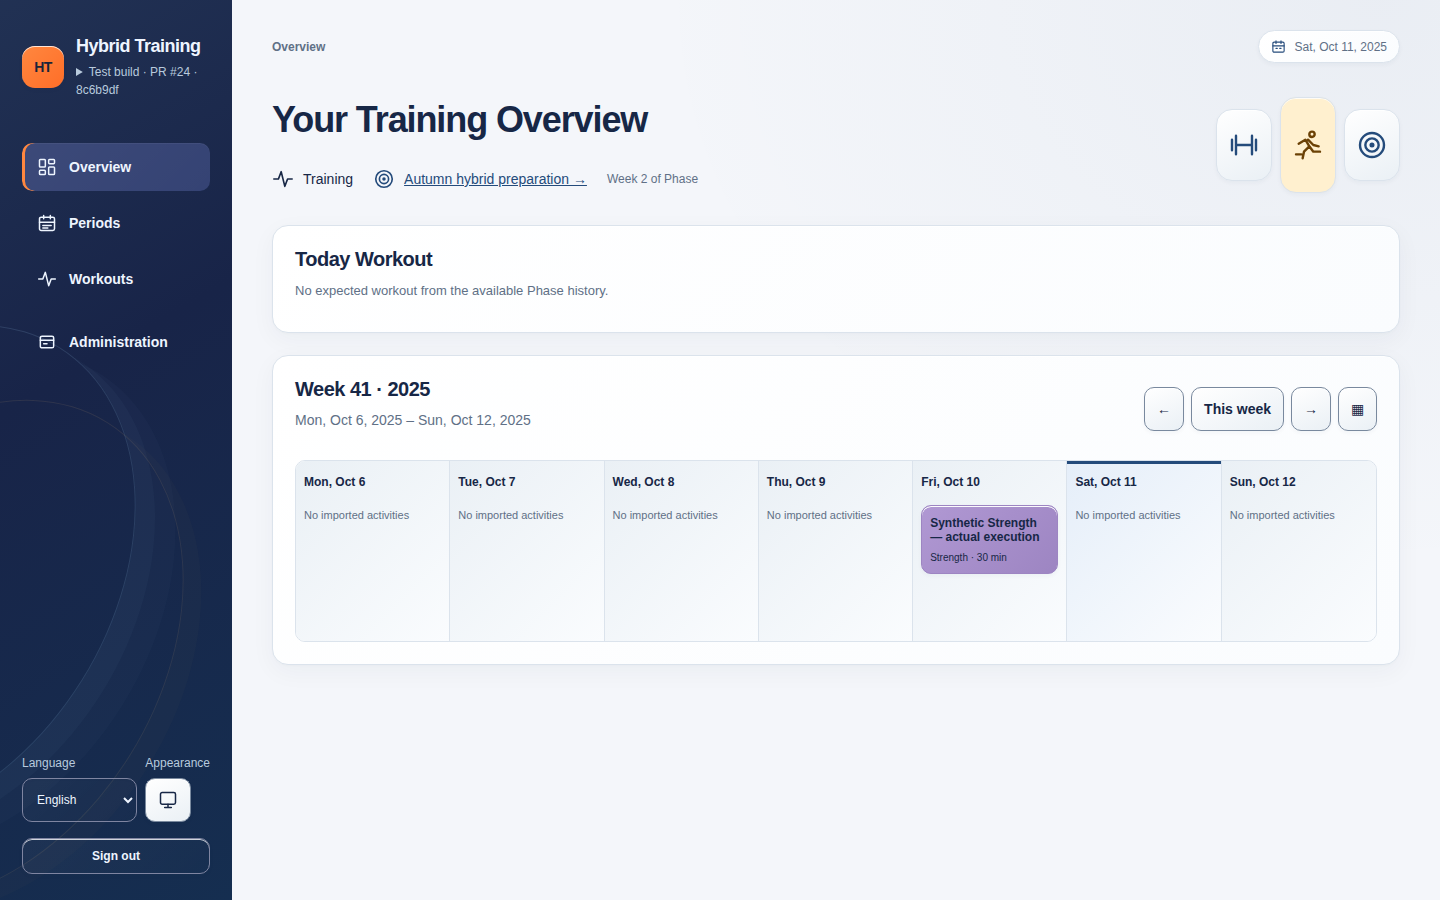 HT
Hybrid Training
▶ Test build · PR #24 ·
8c6b9df
Overview
Periods
Workouts
Administration
Language
Appearance
English
Sign out
Overview
Sat, Oct 11, 2025
Your Training Overview
Training
Autumn hybrid preparation →
Week 2 of Phase
Today Workout
No expected workout from the available Phase history.
Week 41 · 2025
Mon, Oct 6, 2025 – Sun, Oct 12, 2025
←
This week
→
Mon, Oct 6
No imported activities
Tue, Oct 7
No imported activities
Wed, Oct 8
No imported activities
Thu, Oct 9
No imported activities
Fri, Oct 10
Synthetic Strength
— actual execution
Strength · 30 min
Sat, Oct 11
No imported activities
Sun, Oct 12
No imported activities